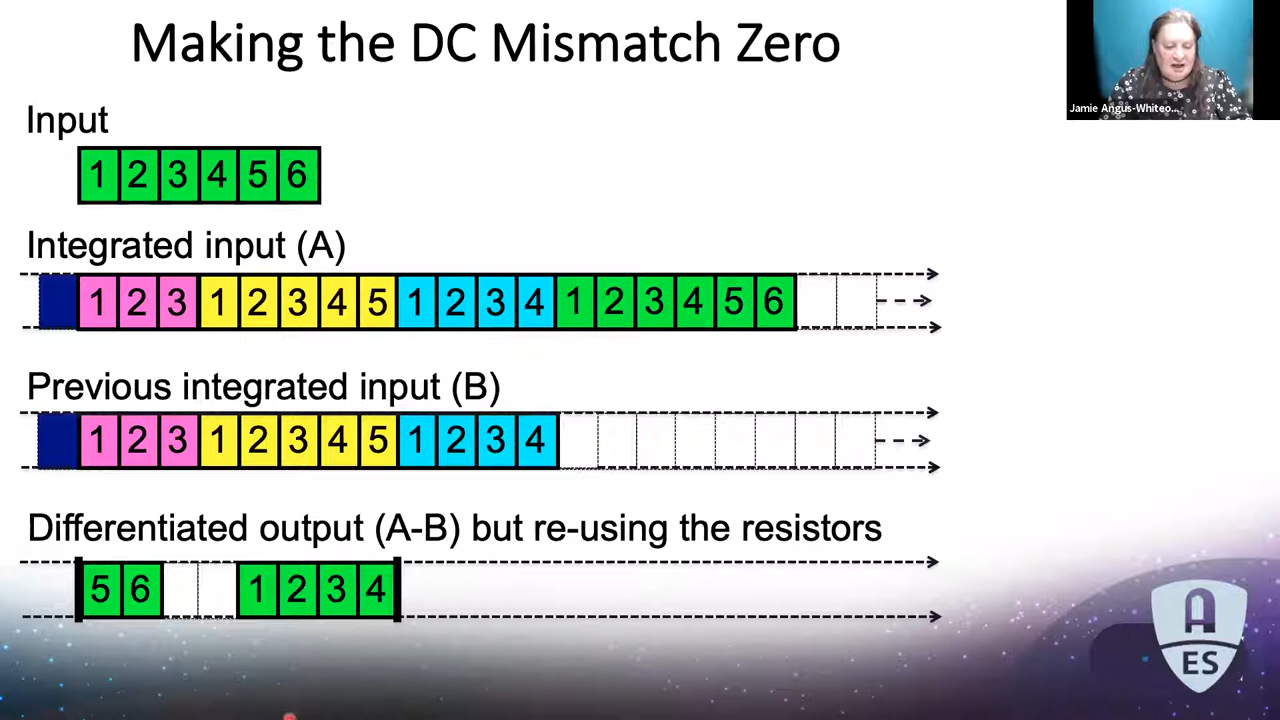 Making the DC Mismatch Zero
Jamie Angus-Whiteo...
Input
1 2 3 4 5 6
Integrated input (A)
1 2 3 1 2 3 4 5 1 2 3 4 1 2 3 4 5 6
Previous integrated input (B)
1 2 3 1 2 3 4 5 1 2 3 4
Differentiated output (A-B) but re-using the resistors
5 6 1 2 3 4
A
ES